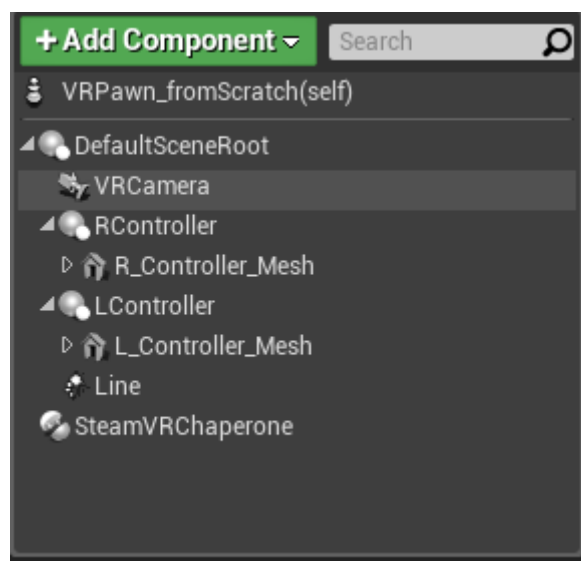 + Add Component
Search
VRPawn_fromScratch(self)
DefaultSceneRoot
VRCamera
RController
R_Controller_Mesh
LController
L_Controller_Mesh
Line
SteamVRChaperone